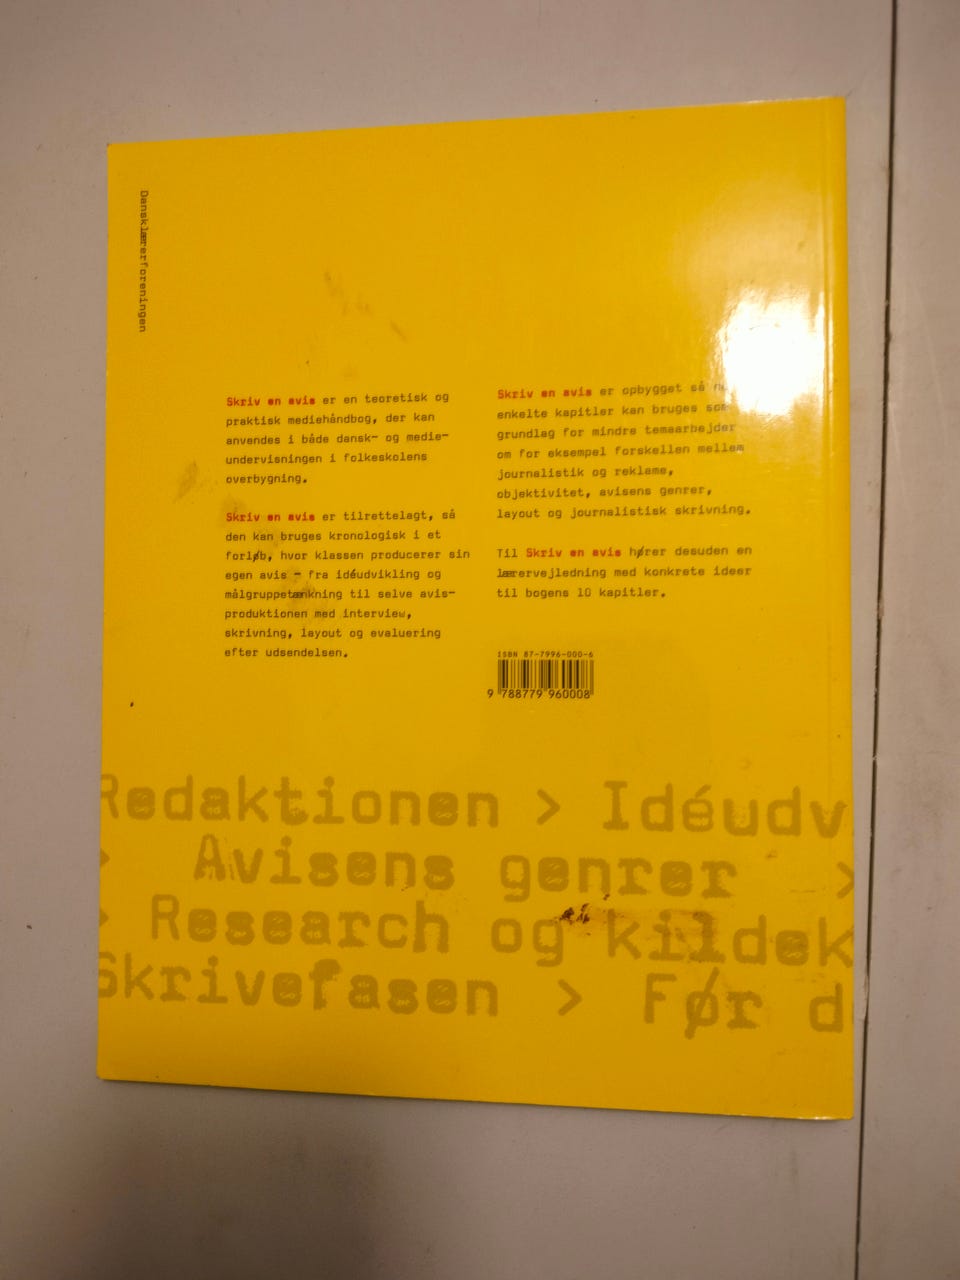 Dansklærerforeningen
Skriv en avis er en teoretisk og
praktisk mediehåndbog, der kan
anvendes i både dansk- og medie-
undervisningen i folkeskolens
overbygning.
Skriv en avis er tilrettelagt, så
den kan bruges kronologisk i et
forløb, hvor klassen producerer sin
egen avis - fra idéudvikling og
målgruppetænkning til selve avis-
produktionen med interview,
skrivning, layout og evaluering
efter udsendelsen.
Skriv en avis er opbygget så
enkelte kapitler kan bruges som
grundlag for mindre temaarbejder
om for eksempel forskellen mellem
journalistik og reklame,
objektivitet, avisens genrer,
layout og journalistisk skrivning.
Til Skriv en avis hører desuden en
lærervejledning med konkrete ideer
til bogens 10 kapitler.
ISBN 87-7996-000-6
9 788779 960008
Redaktionen > Idéudv
> Avisens genrer >
> Research og kildek
Skrivefasen > Før d